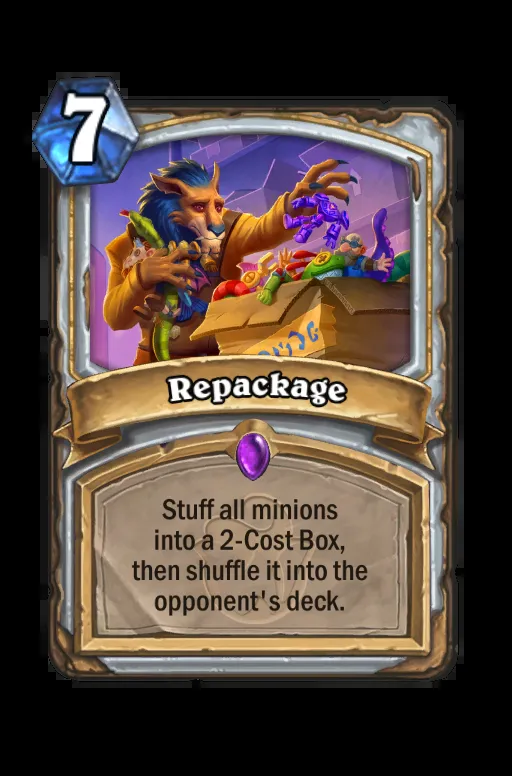 7
Repackage
Stuff all minions
into a 2-Cost Box,
then shuffle it into the
opponent's deck.